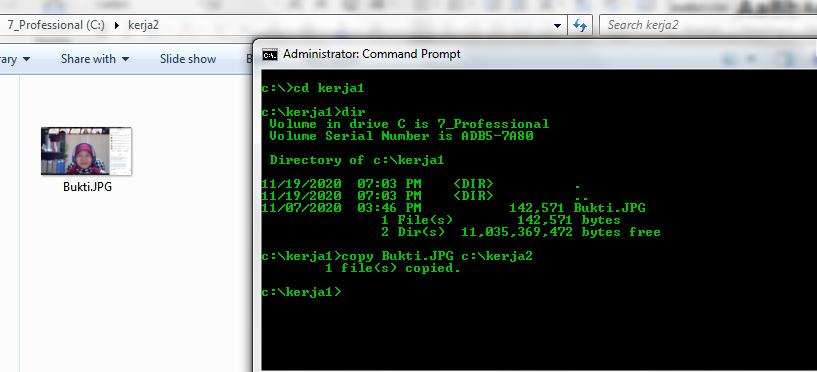 7_Professional (C:) ▸ kerja2
Search kerja2
Share with
Slide show
Bukti.JPG
Administrator: Command Prompt
c:\>cd kerja1
c:\kerja1>dir
Volume in drive C is 7_Professional
Volume Serial Number is ADB5-7A80
Directory of c:\kerja1
11/19/2020 07:03 PM <DIR> .
11/19/2020 07:03 PM <DIR> ..
11/07/2020 03:46 PM 142,571 Bukti.JPG
1 File(s) 142,571 bytes
2 Dir(s) 11,035,369,472 bytes free
c:\kerja1>copy Bukti.JPG c:\kerja2
1 file(s) copied.
c:\kerja1>